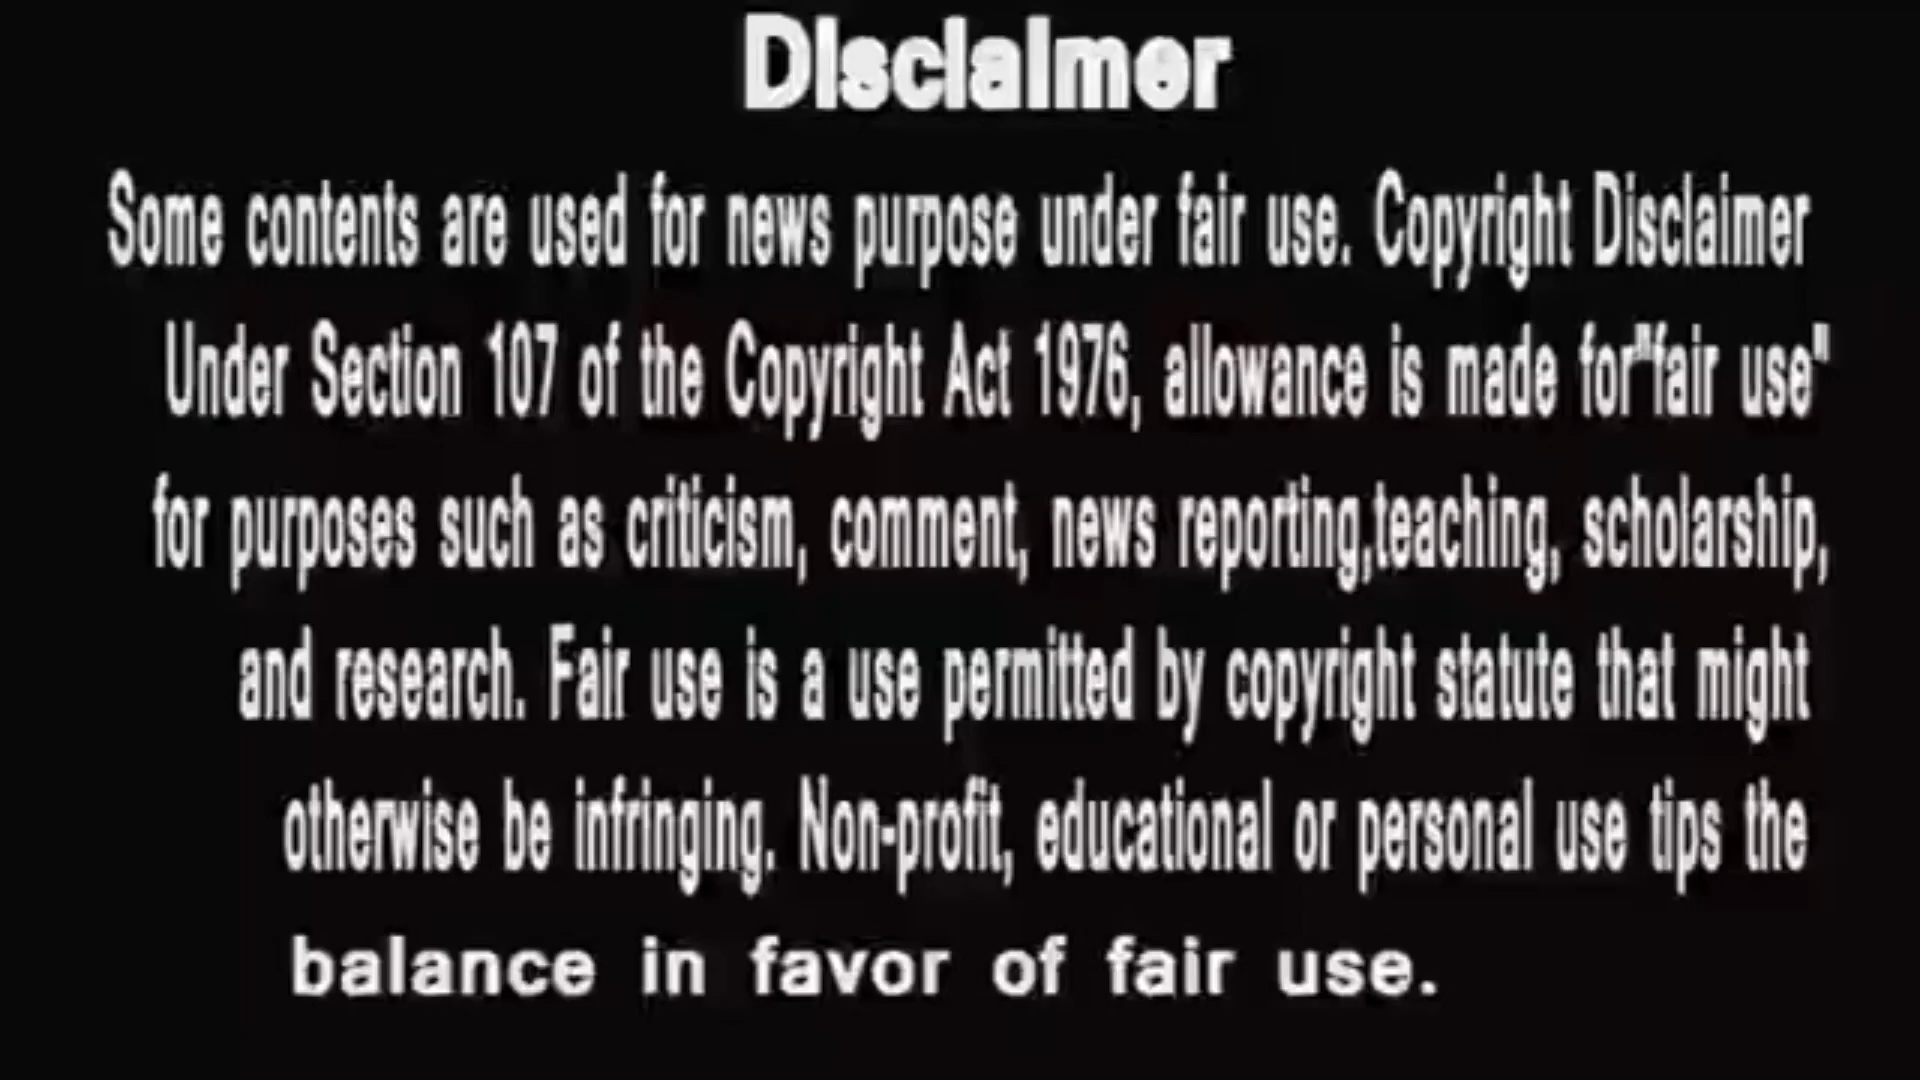 Disclaimer
Some contents are used for news purpose under fair use. Copyright Disclaimer
Under Section 107 of the Copyright Act 1976, allowance is made for"fair use"
for purposes such as criticism, comment, news reporting,teaching, scholarship,
and research. Fair use is a use permitted by copyright statute that might
otherwise be infringing. Non-profit, educational or personal use tips the
balance in favor of fair use.